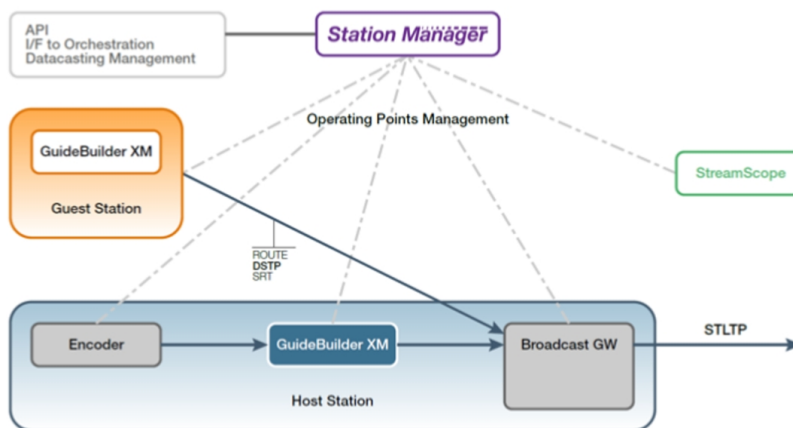 API
I/F to Orchestration
Datacasting Management
Station Manager
Operating Points Management
GuideBuilder XM
Guest Station
StreamScope
ROUTE
DSTP
SRT
Encoder
GuideBuilder XM
Broadcast GW
STLTP
Host Station